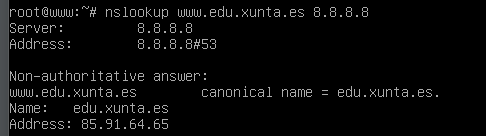 root@www:~# nslookup www.edu.xunta.es 8.8.8.8
Server:         8.8.8.8
Address:        8.8.8.8#53

Non-authoritative answer:
www.edu.xunta.es        canonical name = edu.xunta.es.
Name:   edu.xunta.es
Address: 85.91.64.65